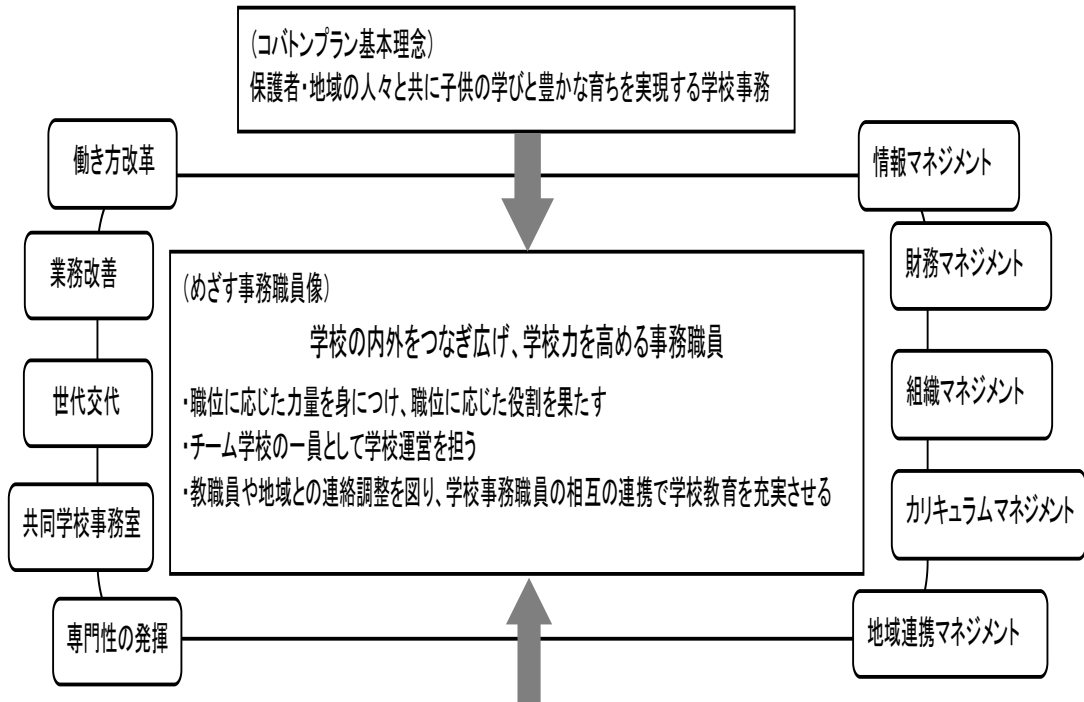 (コバトンプラン基本理念)
保護者・地域の人々と共に子供の学びと豊かな育ちを実現する学校事務
働き方改革
業務改善
世代交代
共同学校事務室
専門性の発揮
(めざす事務職員像)
学校の内外をつなぎ広げ、学校力を高める事務職員
・職位に応じた力量を身につけ、職位に応じた役割を果たす
・チーム学校の一員として学校運営を担う
・教職員や地域との連絡調整を図り、学校事務職員の相互の連携で学校教育を充実させる
情報マネジメント
財務マネジメント
組織マネジメント
カリキュラムマネジメント
地域連携マネジメント